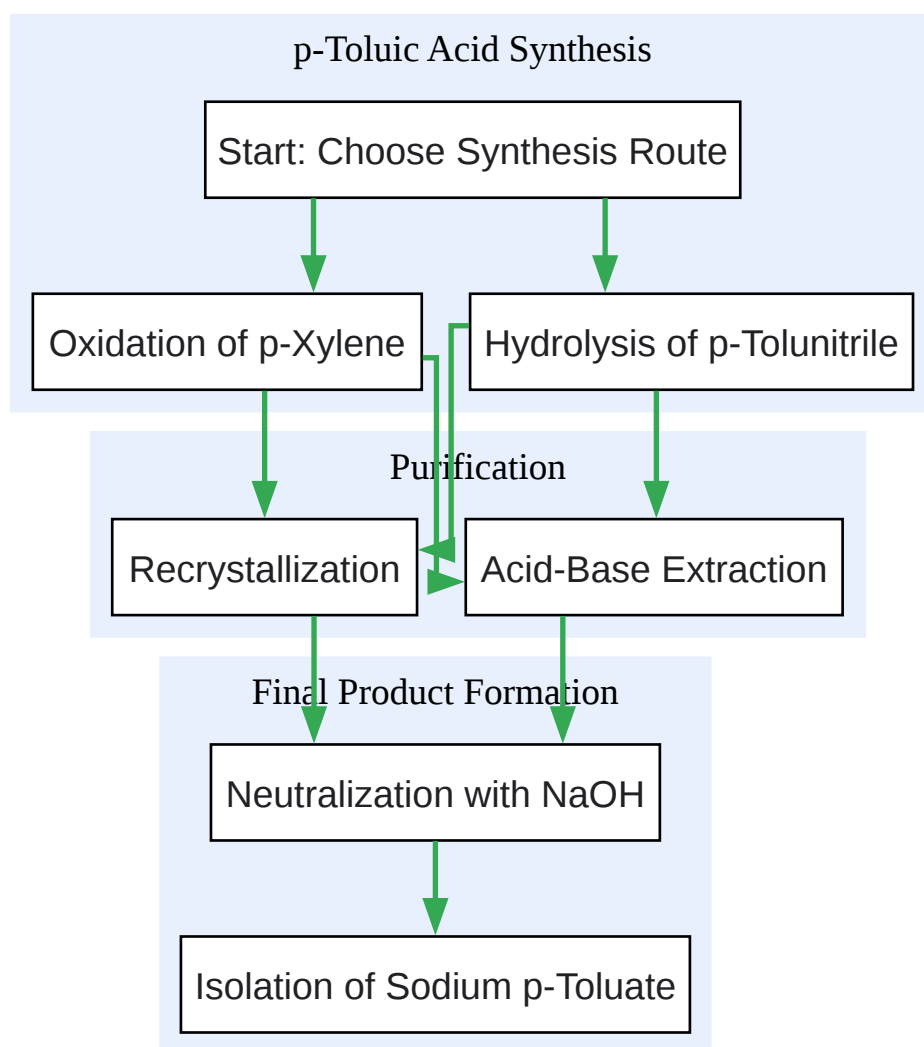 p-Toluic Acid Synthesis
Start: Choose Synthesis Route
Oxidation of p-Xylene
Hydrolysis of p-Tolunitrile
Purification
Recrystallization
Acid-Base Extraction
Final Product Formation
Neutralization with NaOH
Isolation of Sodium p-Toluate